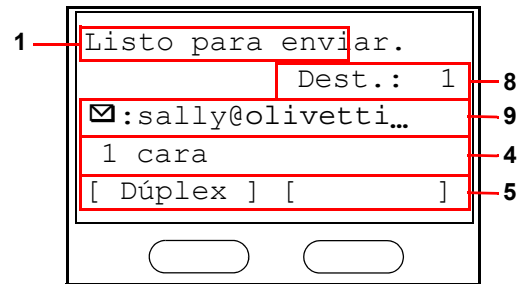 1 Listo para enviar.
Dest.: 1 8
✉:sally@olivetti… 9
1 cara 4
[ Dúplex ] [ ] 5